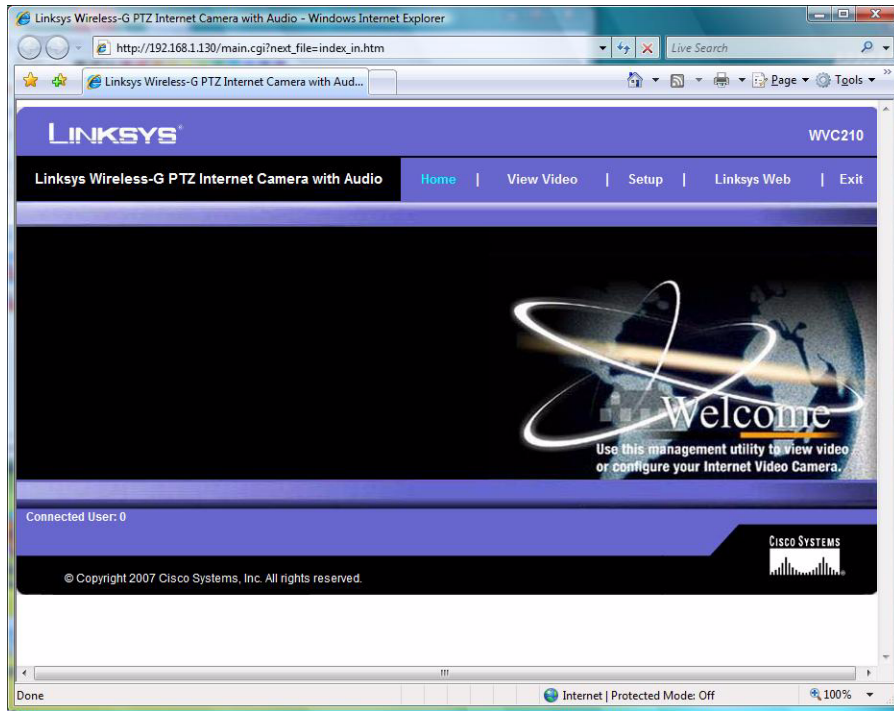 Linksys Wireless-G PTZ Internet Camera with Audio - Windows Internet Explorer
http://192.168.1.130/main.cgi?next_file=index_in.htm
Live Search
Linksys Wireless-G PTZ Internet Camera with Aud...
Page
Tools
LINKSYS®
WVC210
Linksys Wireless-G PTZ Internet Camera with Audio
Home | View Video | Setup | Linksys Web | Exit
Welcome
Use this management utility to view video
or configure your Internet Video Camera.
Connected User: 0
CISCO SYSTEMS
© Copyright 2007 Cisco Systems, Inc. All rights reserved.
Done
Internet | Protected Mode: Off
100%